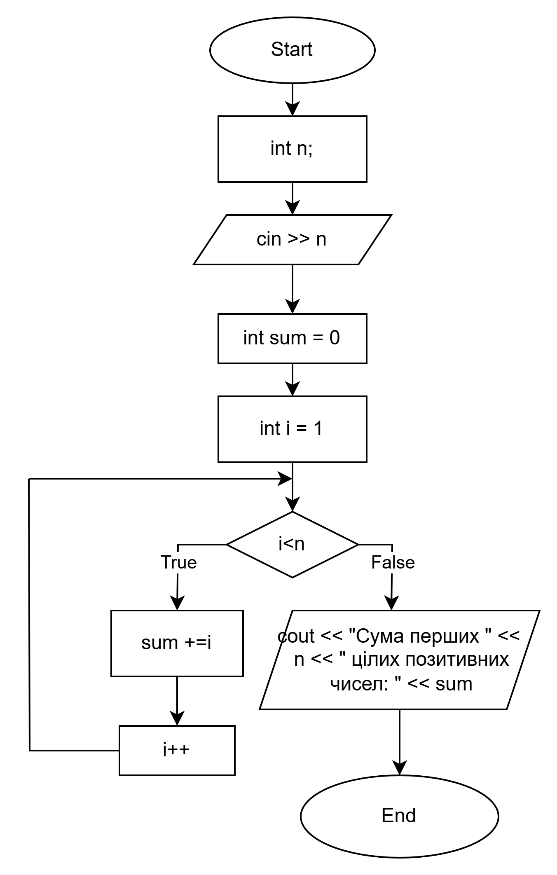 Start
int n;
cin >> n
int sum = 0
int i = 1
i<n
True
False
sum +=i
cout << "Сума перших " <<
n << " цілих позитивних
чисел: " << sum
i++
End